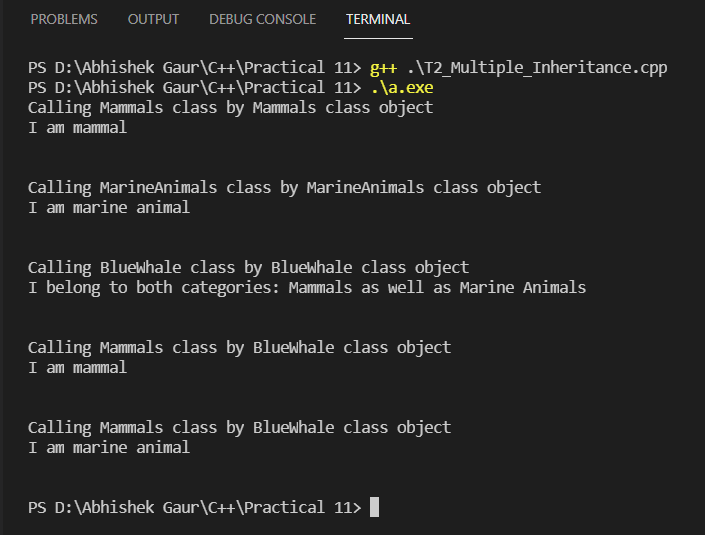 PROBLEMS OUTPUT DEBUG CONSOLE TERMINAL
PS D:\Abhishek Gaur\C++\Practical 11> g++ .\T2_Multiple_Inheritance.cpp
PS D:\Abhishek Gaur\C++\Practical 11> .\a.exe
Calling Mammals class by Mammals class object
I am mammal
Calling MarineAnimals class by MarineAnimals class object
I am marine animal
Calling BlueWhale class by BlueWhale class object
I belong to both categories: Mammals as well as Marine Animals
Calling Mammals class by BlueWhale class object
I am mammal
Calling Mammals class by BlueWhale class object
I am marine animal
PS D:\Abhishek Gaur\C++\Practical 11>